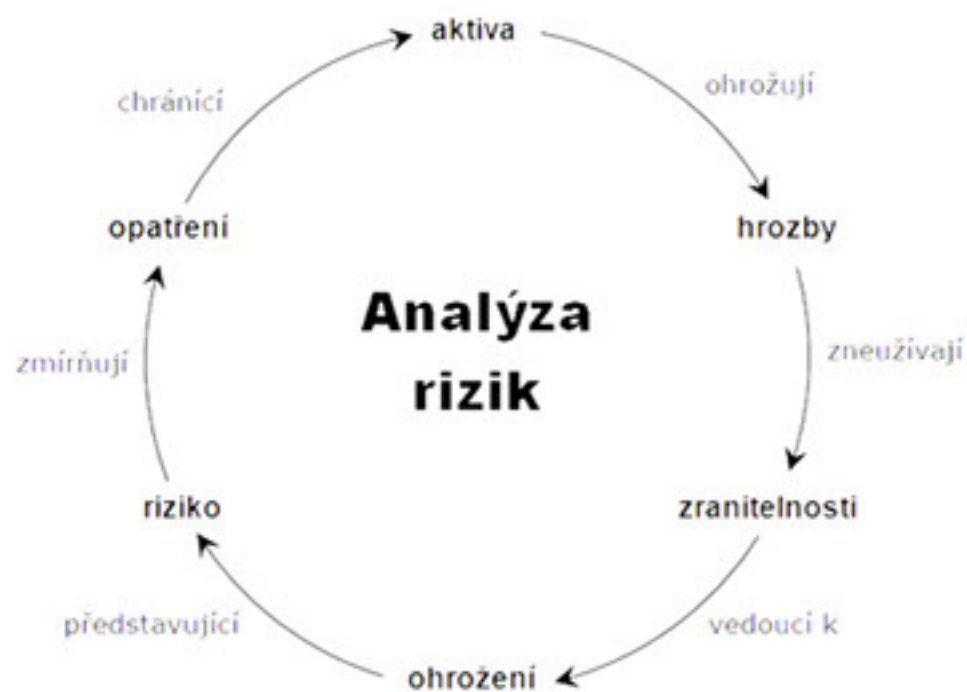 aktiva
ohrožují
hrozby
zneužívají
zranitelnosti
vedoucí k
ohrožení
představující
riziko
zmírňují
opatření
chránící
Analýza
rizik